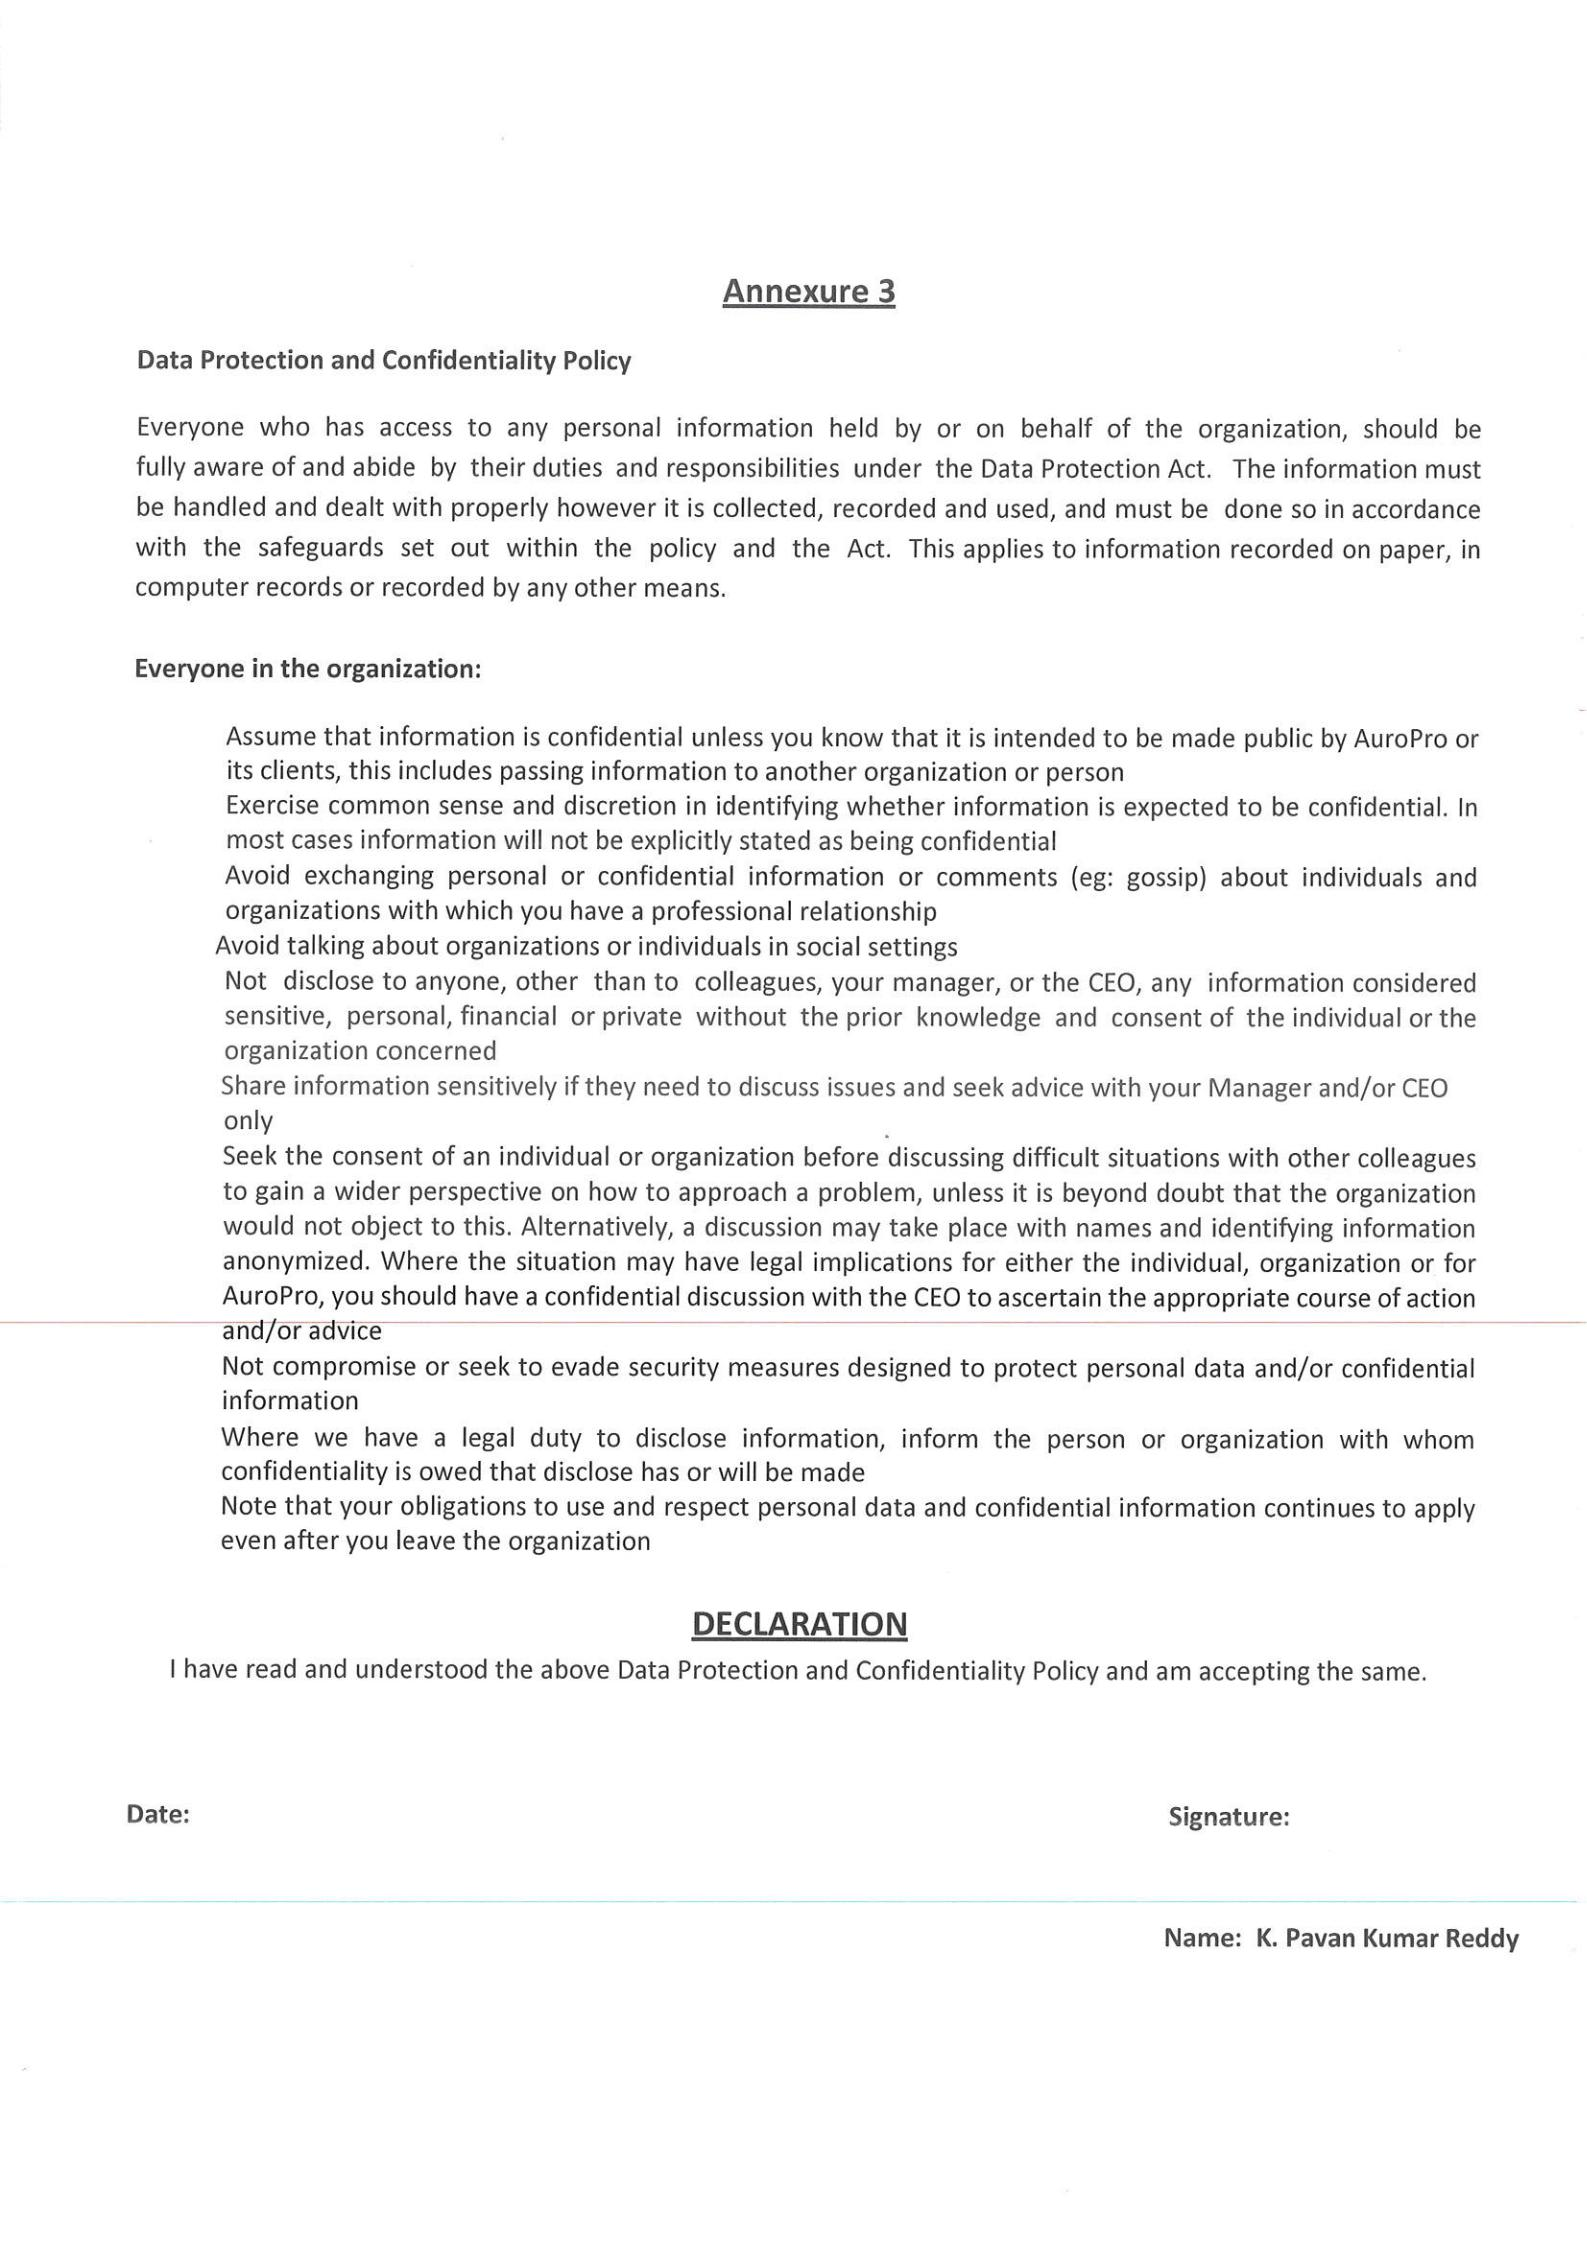 Annexure 3
Data Protection and Confidentiality Policy
Everyone who has access to any personal information held by or on behalf of the organization, should be
fully aware of and abide by their duties and responsibilities under the Data Protection Act. The information must
be handled and dealt with properly however it is collected, recorded and used, and must be done so in accordance
with the safeguards set out within the policy and the Act. This applies to information recorded on paper, in
computer records or recorded by any other means.
Everyone in the organization:
Assume that information is confidential unless you know that it is intended to be made public by AuroPro or
its clients, this includes passing information to another organization or person
Exercise common sense and discretion in identifying whether information is expected to be confidential. In
most cases information will not be explicitly stated as being confidential
Avoid exchanging personal or confidential information or comments (eg: gossip) about individuals and
organizations with which you have a professional relationship
Avoid talking about organizations or individuals in social settings
Not disclose to anyone, other than to colleagues, your manager, or the CEO, any information considered
sensitive, personal, financial or private without the prior knowledge and consent of the individual or the
organization concerned
Share information sensitively if they need to discuss issues and seek advice with your Manager and/or CEO
only
Seek the consent of an individual or organization before discussing difficult situations with other colleagues
to gain a wider perspective on how to approach a problem, unless it is beyond doubt that the organization
would not object to this. Alternatively, a discussion may take place with names and identifying information
anonymized. Where the situation may have legal implications for either the individual, organization or for
AuroPro, you should have a confidential discussion with the CEO to ascertain the appropriate course of action
and/or advice
Not compromise or seek to evade security measures designed to protect personal data and/or confidential
information
Where we have a legal duty to disclose information, inform the person or organization with whom
confidentiality is owed that disclose has or will be made
Note that your obligations to use and respect personal data and confidential information continues to apply
even after you leave the organization
DECLARATION
I have read and understood the above Data Protection and Confidentiality Policy and am accepting the same.
Date:
Signature:
Name: K. Pavan Kumar Reddy